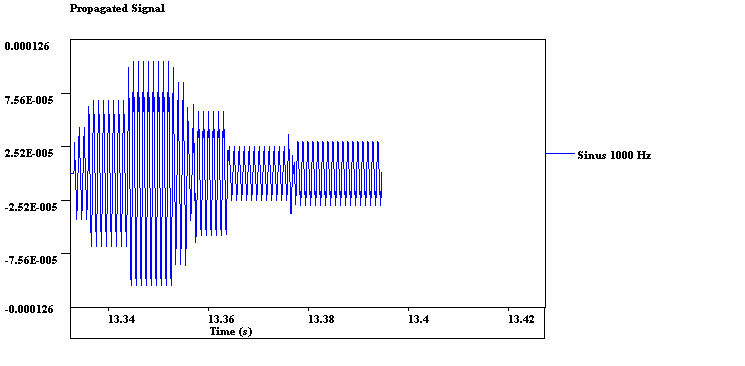 Propagated Signal
0.000126
7.56E-005
2.52E-005
Sinus 1000 Hz
-2.52E-005
-7.56E-005
-0.000126
13.34 13.36 13.38 13.4 13.42
Time (s)